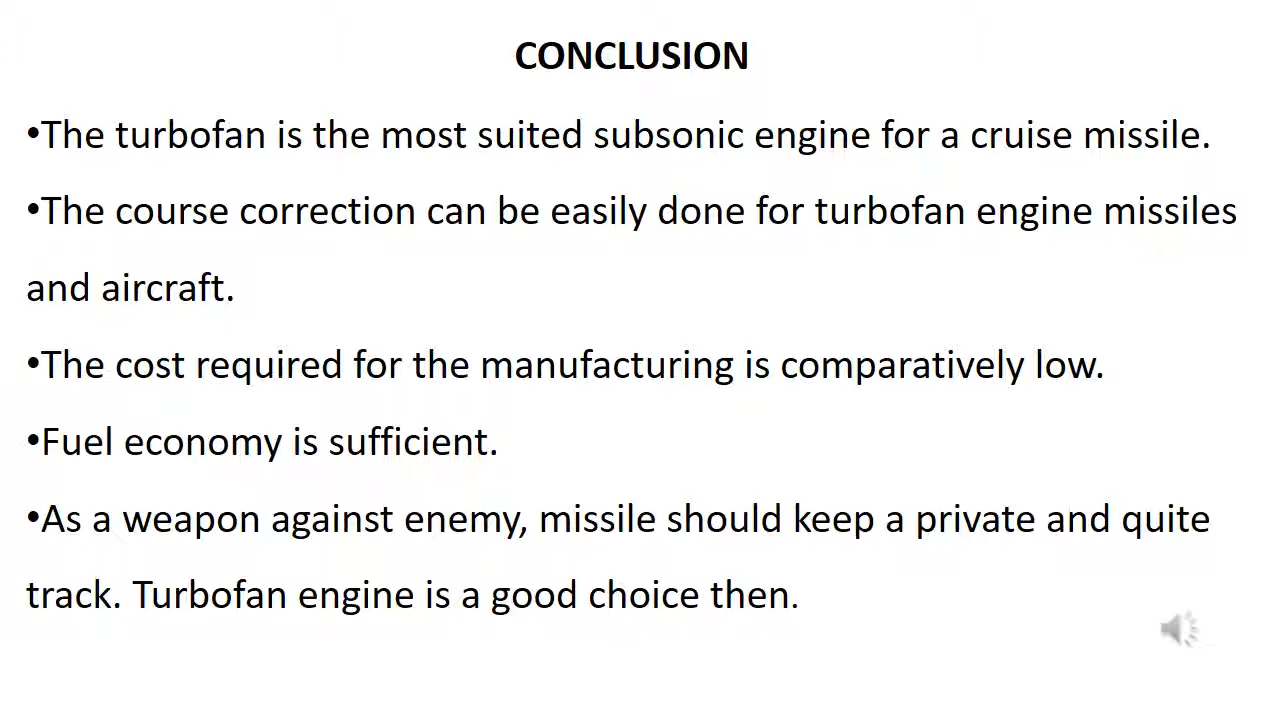 CONCLUSION
•The turbofan is the most suited subsonic engine for a cruise missile.
•The course correction can be easily done for turbofan engine missiles
and aircraft.
•The cost required for the manufacturing is comparatively low.
•Fuel economy is sufficient.
•As a weapon against enemy, missile should keep a private and quite
track. Turbofan engine is a good choice then.